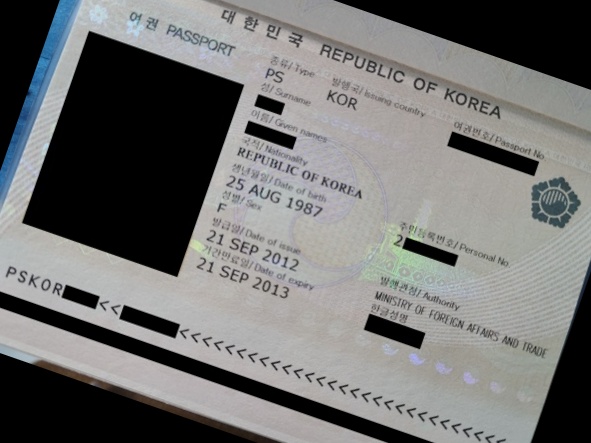 대한민국 REPUBLIC OF KOREA
여권 PASSPORT
종류/ Type 발행국/ Issuing country 여권번호/ Passport No.
PS KOR
성/ Surname
이름/ Given names
국적/ Nationality
REPUBLIC OF KOREA
생년월일/ Date of birth 주민등록번호/ Personal No
25 AUG 1987 2
성별/ Sex
F
발급일/ Date of issue 발행관청/ Authority
21 SEP 2012 MINISTRY OF FOREIGN AFFAIRS AND TRADE
기간만료일/ Date of expiry 한글성명
21 SEP 2013
PSKOR<<<<<<<<<<<<<<<<<<<<<<<<<<<<<<